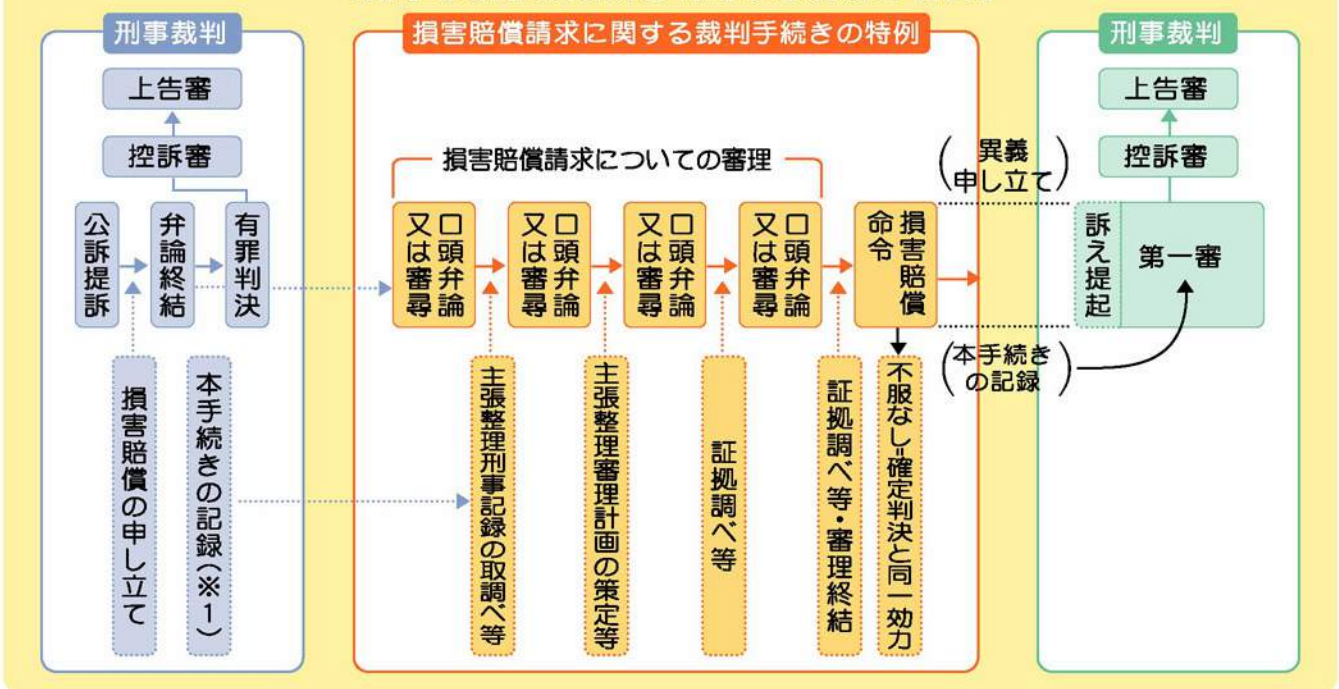 刑事裁判
上告審
控訴審
公訴提訴
弁論終結
有罪判決
損害賠償の申し立て
本手続きの記録(※1)
損害賠償請求に関する裁判手続きの特例
損害賠償請求についての審理
口頭弁論
又は審尋
口頭弁論
又は審尋
口頭弁論
又は審尋
口頭弁論
又は審尋
損害賠償
命令
主張整理刑事記録の取調べ等
主張整理審理計画の策定等
証拠調べ等
証拠調べ等・審理終結
不服なし=確定判決と同一効力
(異義
申し立て)
(本手続き
の記録)
刑事裁判
上告審
控訴審
訴え提起
第一審